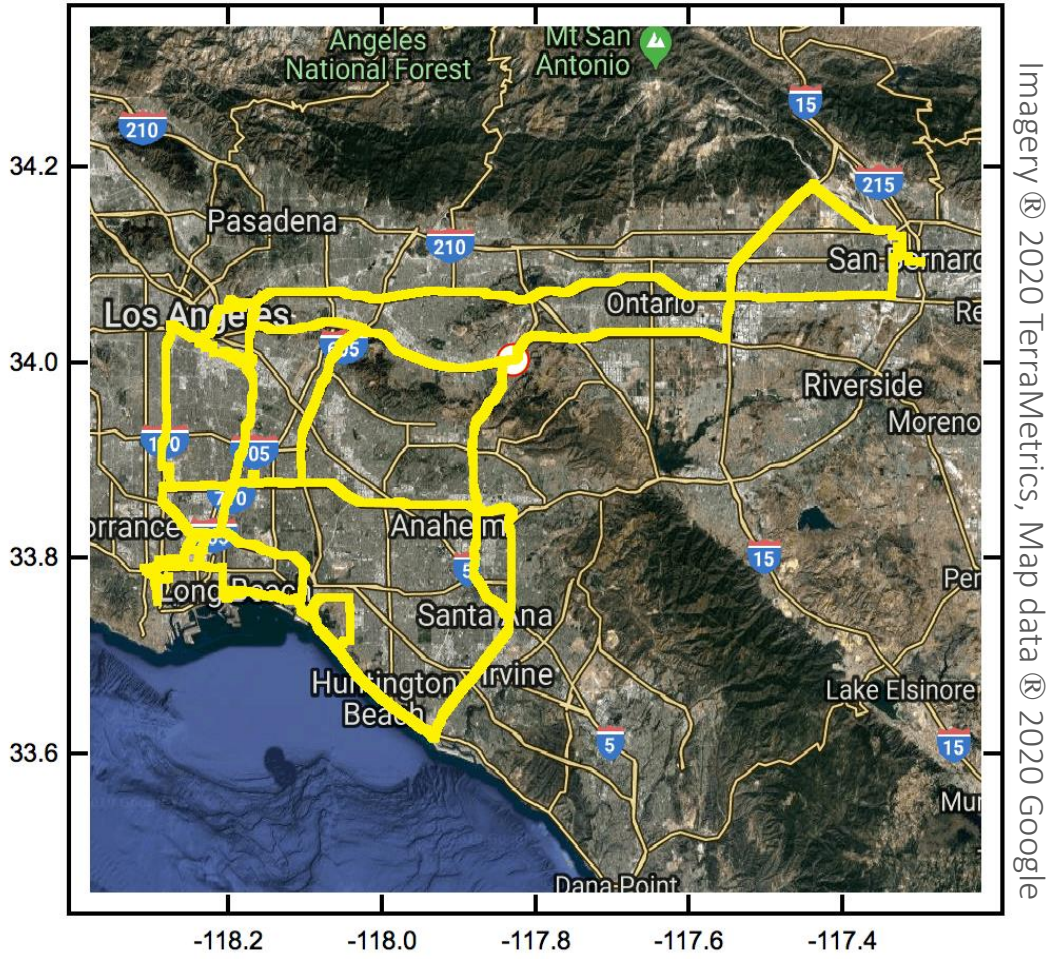 Angeles
National Forest
Mt San
Antonio
15
210
34.2
215
Pasadena
210
San Bernard
Ontario
Los Angeles
Re
605
34.0
Riverside
Moreno
110
605
710
orrance
Anaheim
33.8
15
5
Long Beach
Per
Santa Ana
Huntington
Beach
Irvine
Lake Elsinore
33.6
5
15
Mur
Dana Point
-118.2
-118.0
-117.8
-117.6
-117.4
Imagery ® 2020 TerraMetrics, Map data ® 2020 Google